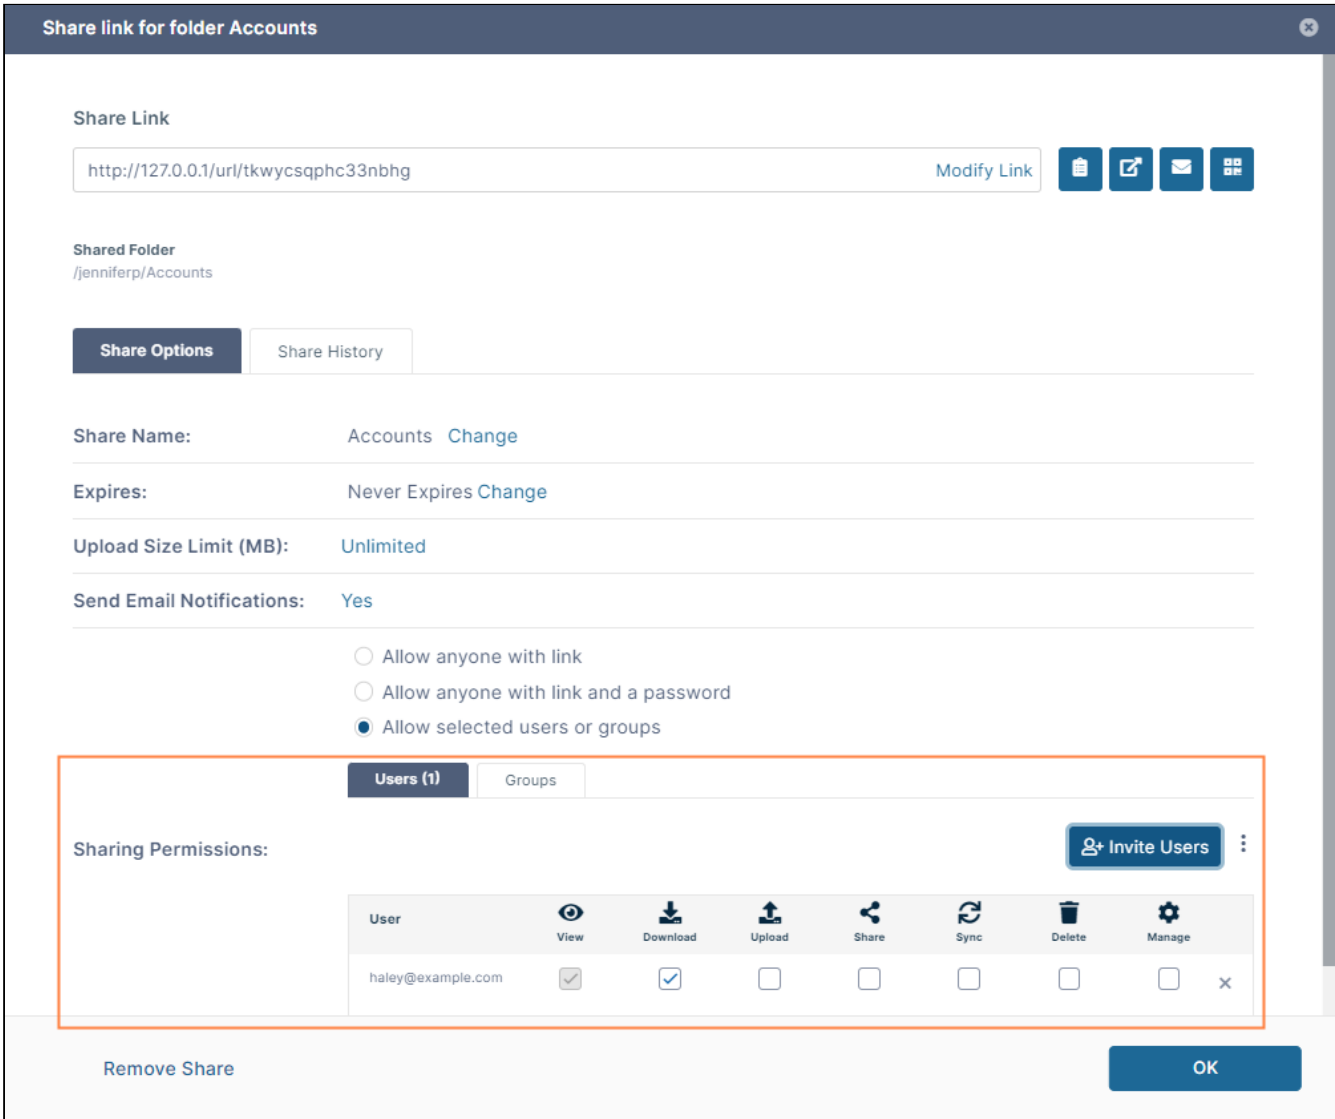 Share link for folder Accounts
Share Link
http://127.0.0.1/url/tkwycsqphc33nbhg Modify Link
Shared Folder
/jenniferp/Accounts
Share Options Share History
Share Name: Accounts Change
Expires: Never Expires Change
Upload Size Limit (MB): Unlimited
Send Email Notifications: Yes
Allow anyone with link
Allow anyone with link and a password
Allow selected users or groups
Users (1) Groups
Sharing Permissions: Invite Users
User View Download Upload Share Sync Delete Manage
haley@example.com
Remove Share OK